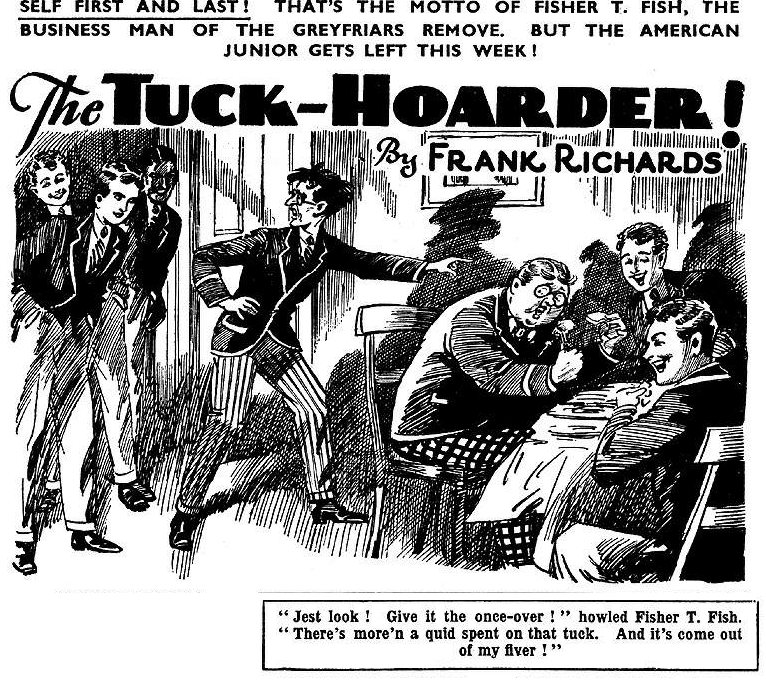 SELF FIRST AND LAST! THAT'S THE MOTTO OF FISHER T. FISH, THE
BUSINESS MAN OF THE GREYFRIARS REMOVE. BUT THE AMERICAN
JUNIOR GETS LEFT THIS WEEK!
The TUCK-HOARDER!
By FRANK RICHARDS
"Jest look! Give it the once-over!" howled Fisher T. Fish.
"There's more'n a quid spent on that tuck. And it's come out
of my fiver!"